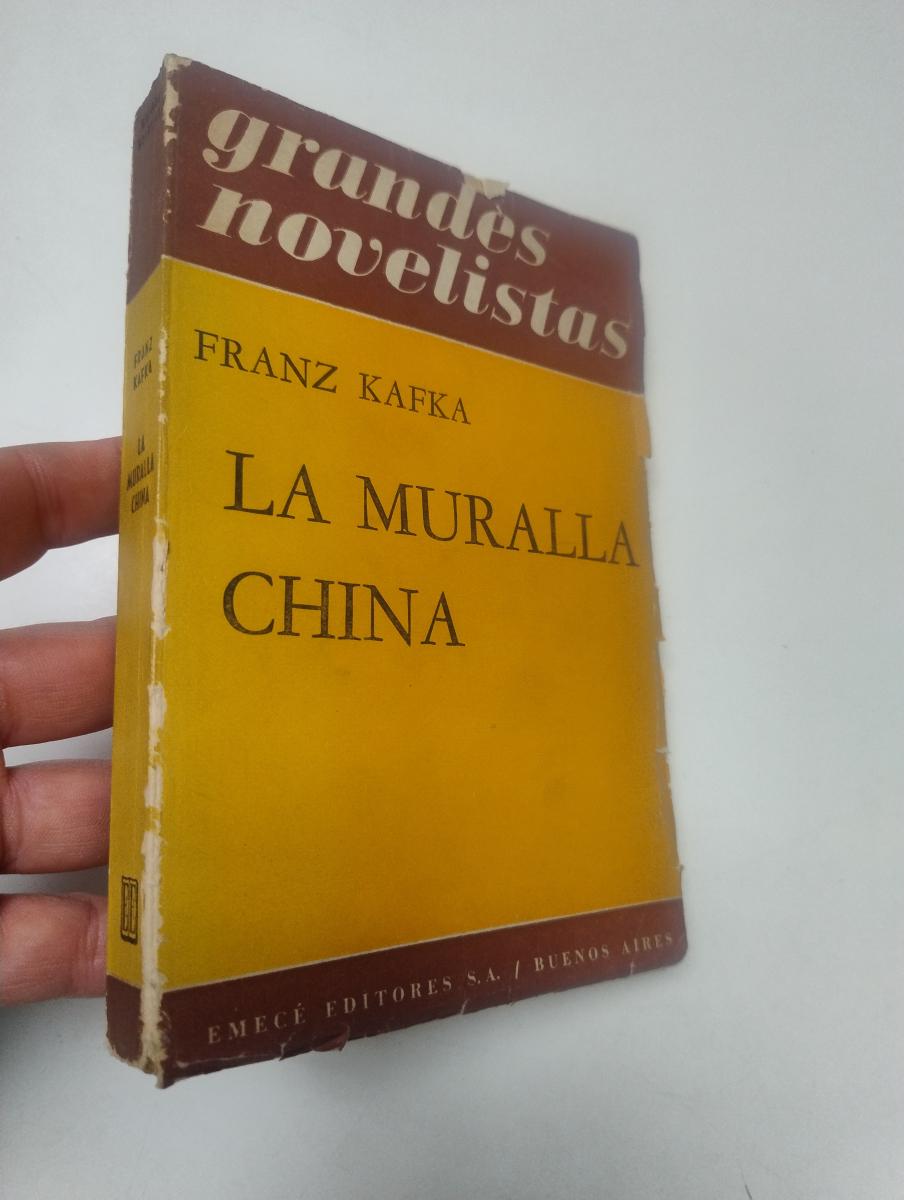 grandes
novelistas
FRANZ KAFKA
LA MURALLA
CHINA
EMECÉ EDITORES S.A. / BUENOS AIRES
FRANZ
KAFKA
LA
MURALLA
CHINA